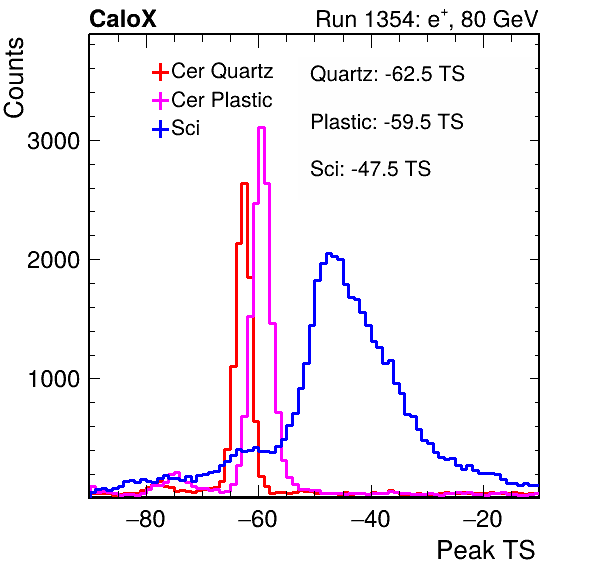 CaloX Run 1354: e⁺, 80 GeV
Counts
Cer Quartz
Cer Plastic
Sci
Quartz: -62.5 TS
Plastic: -59.5 TS
Sci: -47.5 TS
3000
2000
1000
−80 −60 −40 −20
Peak TS